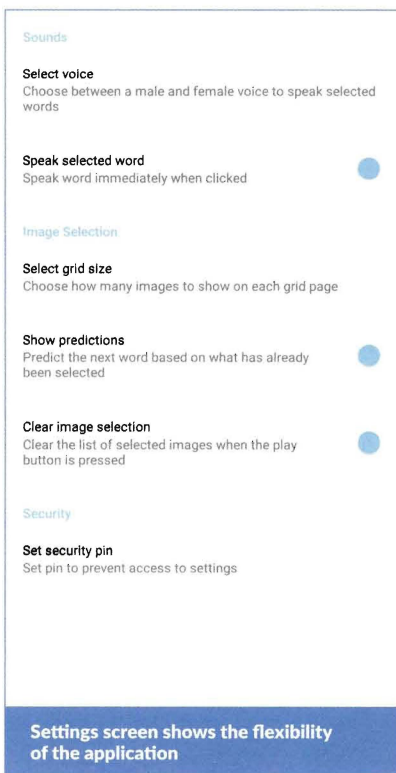 Sounds
Select voice
Choose between a male and female voice to speak selected
words
Speak selected word
Speak word immediately when clicked
Image Selection
Select grid size
Choose how many images to show on each grid page
Show predictions
Predict the next word based on what has already
been selected
Clear image selection
Clear the list of selected images when the play
button is pressed
Security
Set security pin
Set pin to prevent access to settings
Settings screen shows the flexibility
of the application